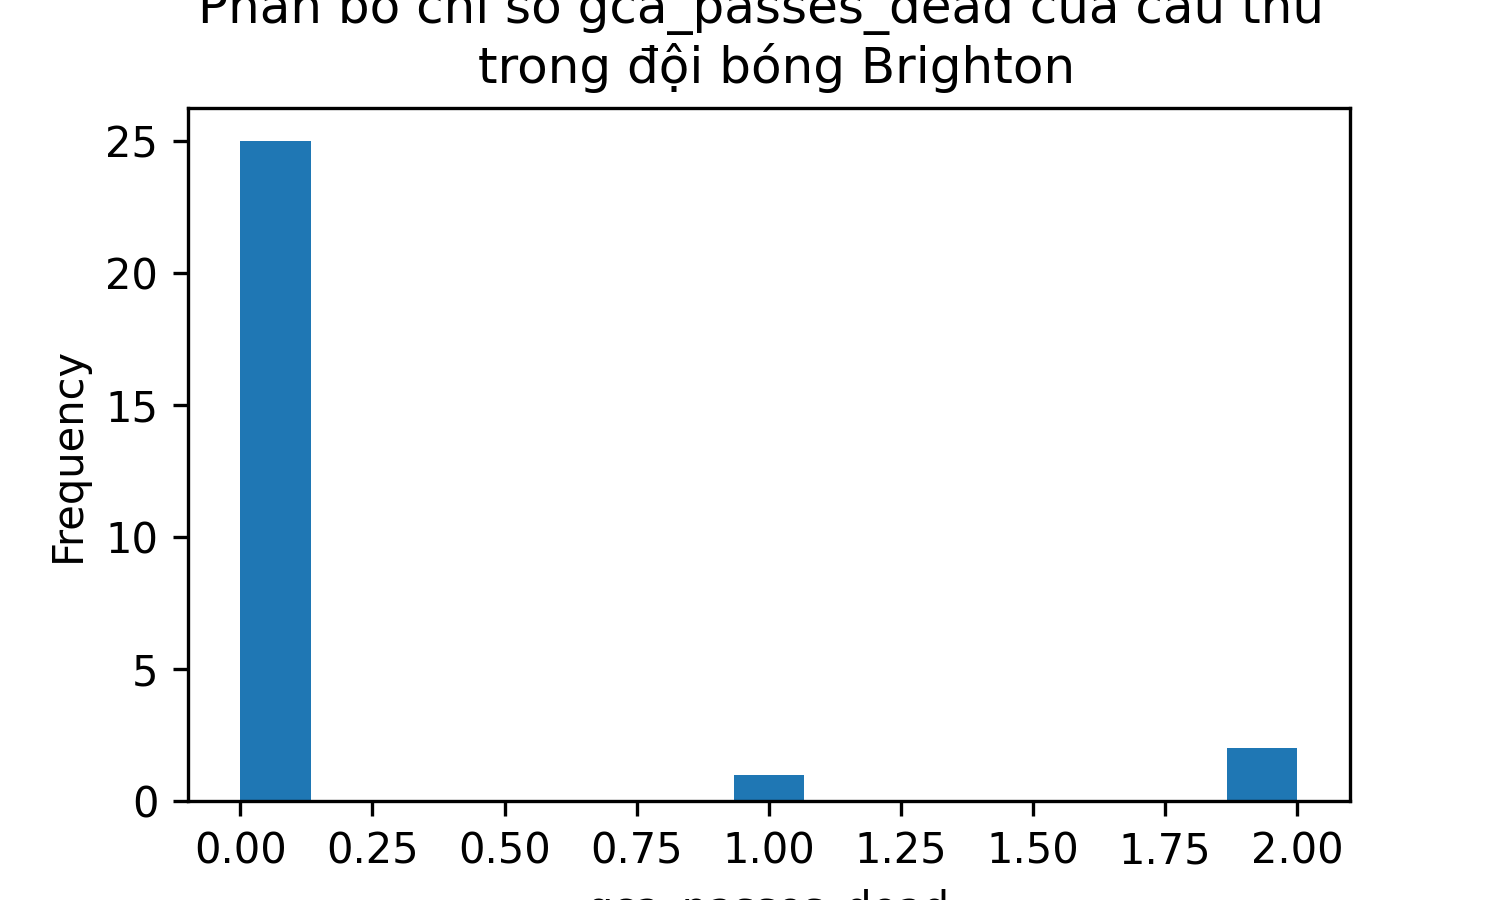 Phân bố chỉ số gca_passes_dead của cầu thủ
trong đội bóng Brighton
25
20
15
10
5
0
Frequency
0.00 0.25 0.50 0.75 1.00 1.25 1.50 1.75 2.00
gca_passes_dead